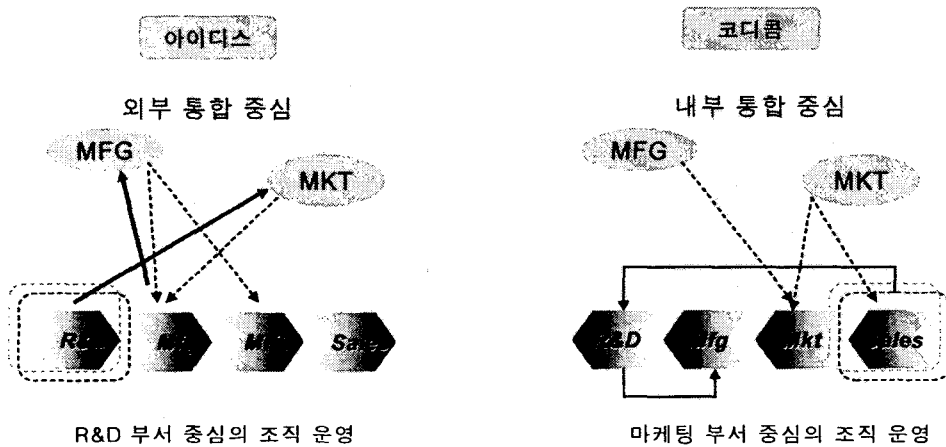 아이디스
코디콤
외부 통합 중심
내부 통합 중심
MFG
MKT
MFG
MKT
R&D
Sales
R&D
Mfg
Mkt
Sales
R&D 부서 중심의 조직 운영
마케팅 부서 중심의 조직 운영